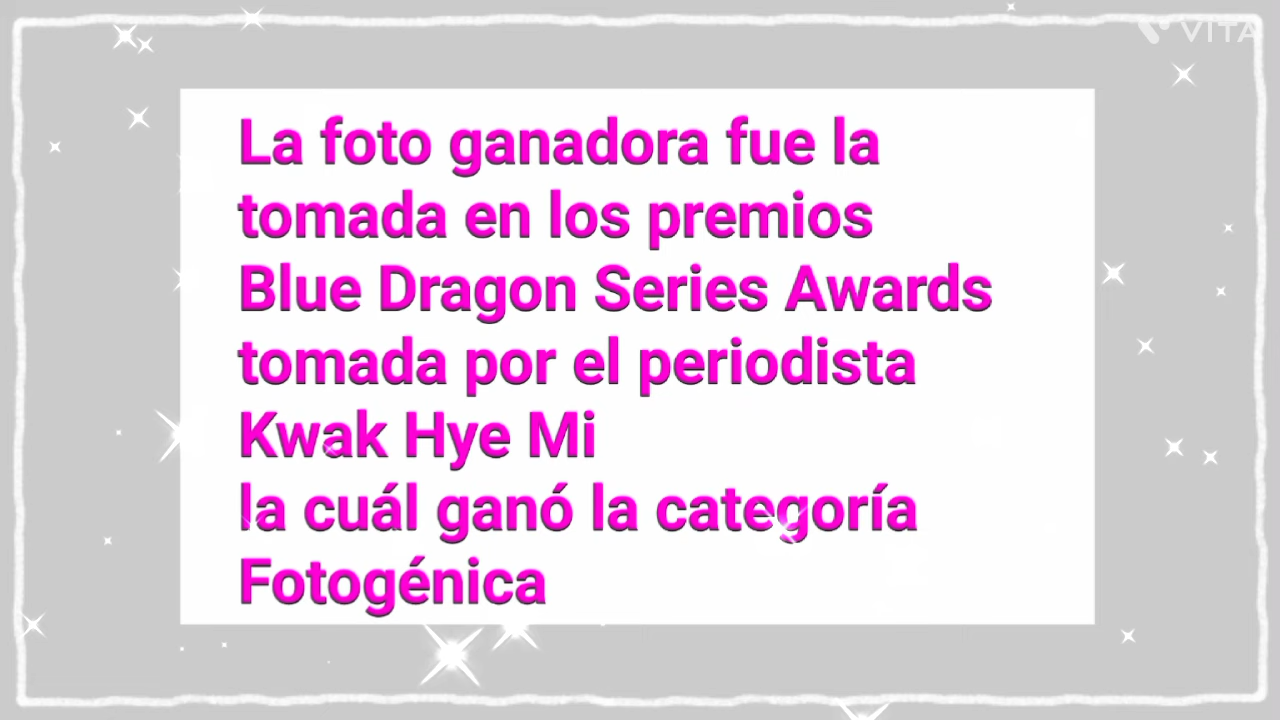 VITA
La foto ganadora fue la
tomada en los premios
Blue Dragon Series Awards
tomada por el periodista
Kwak Hye Mi
la cuál ganó la categoría
Fotogénica